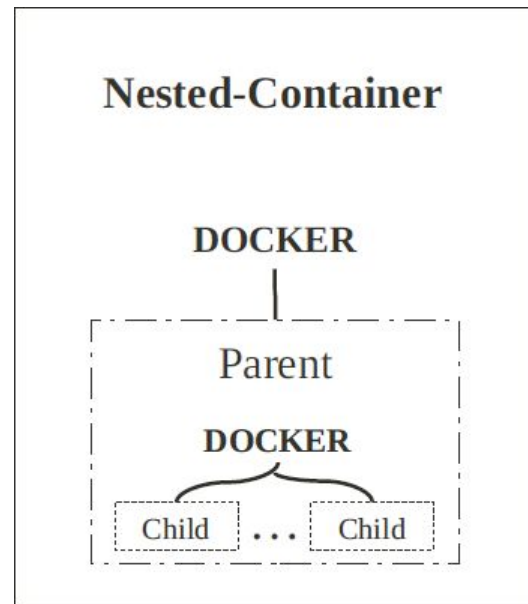 Nested-Container
DOCKER
Parent
DOCKER
Child ... Child